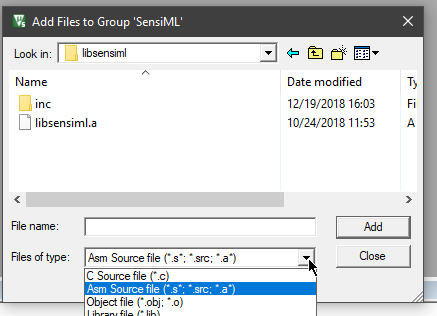 Add Files to Group 'SensiML'
Look in: libsensiml
Name Date modified Ty
inc 12/19/2018 16:03 Fi
libsensiml.a 10/24/2018 11:53 A
File name: Add
Files of type: Asm Source file (*.s*; *.src; *.a*) Close
C Source file (*.c)
Asm Source file (*.s*; *.src; *.a*)
Object file (*.obj; *.o)
Library file (*.lib)